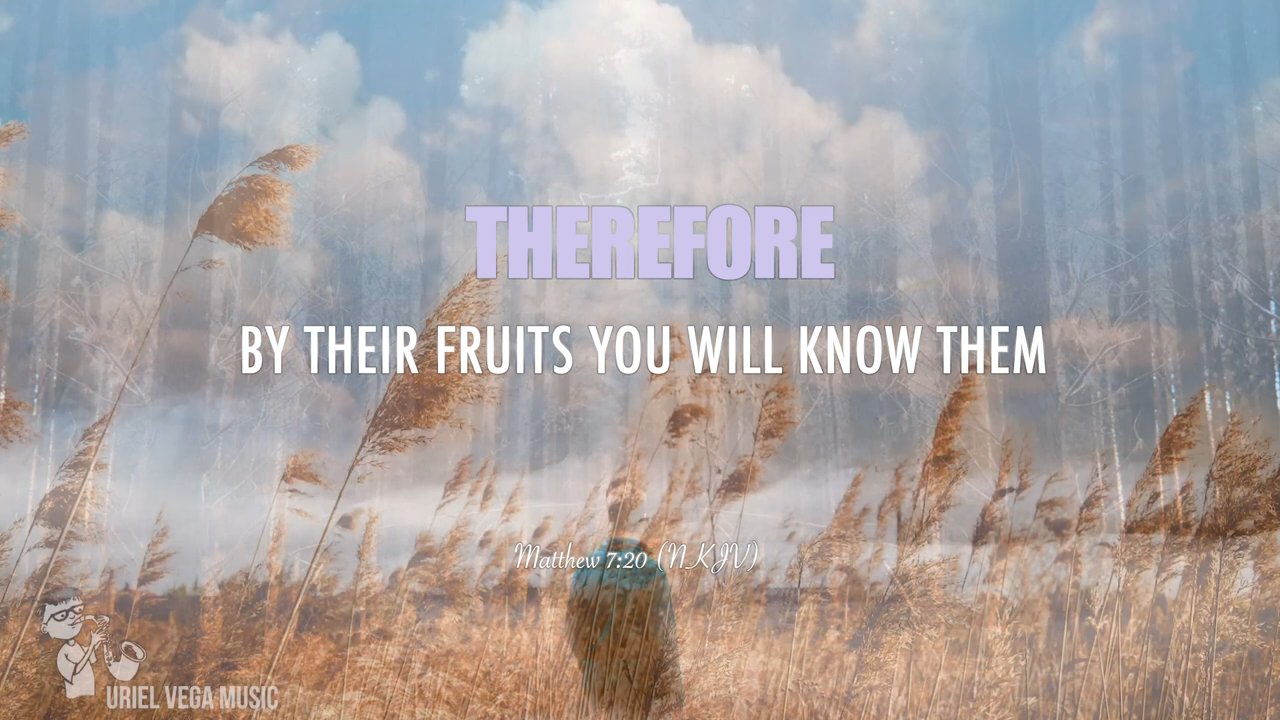 THEREFORE
BY THEIR FRUITS YOU WILL KNOW THEM
Matthew 7:20 (NKJV)
URIEL VEGA MUSIC